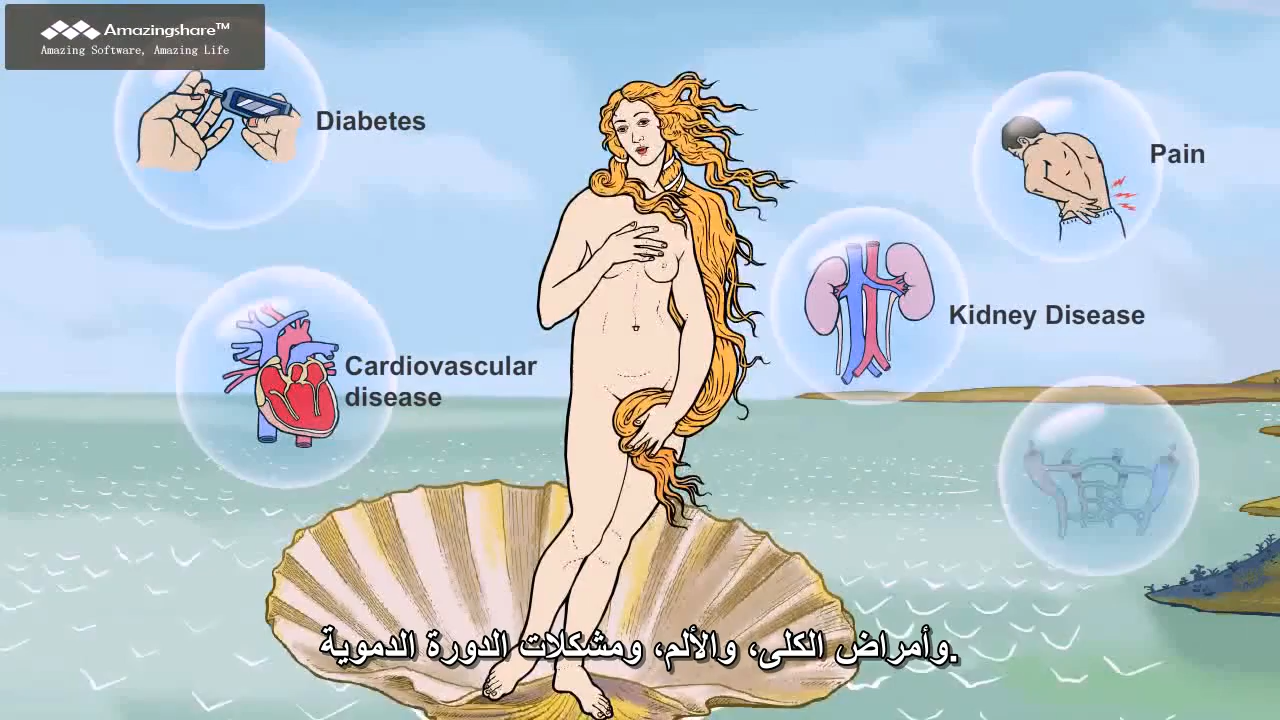 Amazingshare™
Amazing Software, Amazing Life
Diabetes
Pain
Kidney Disease
Cardiovascular
disease
وأمراض الكلى، والألم، ومشكلات الدورة الدموية.